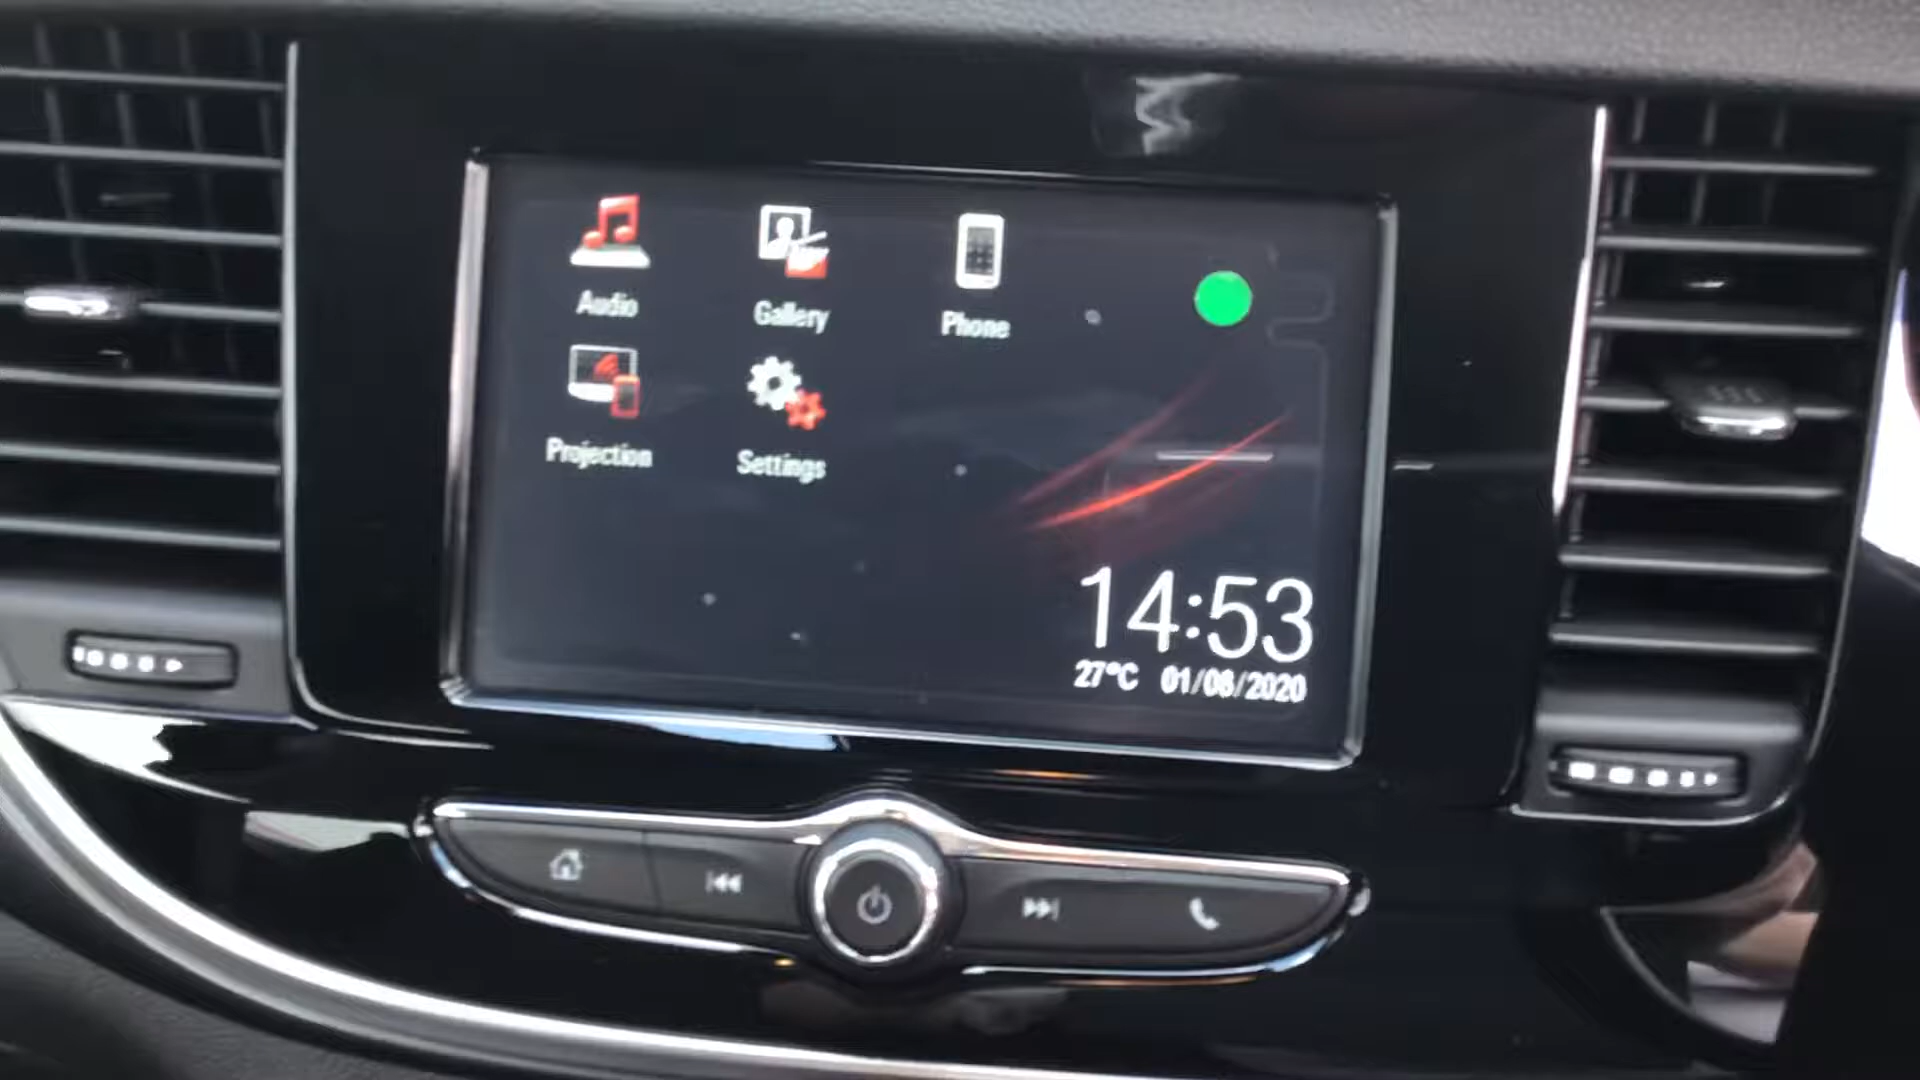 Audio
Gallery
Phone
Projection
Settings
14:53
27°C 01/08/2020